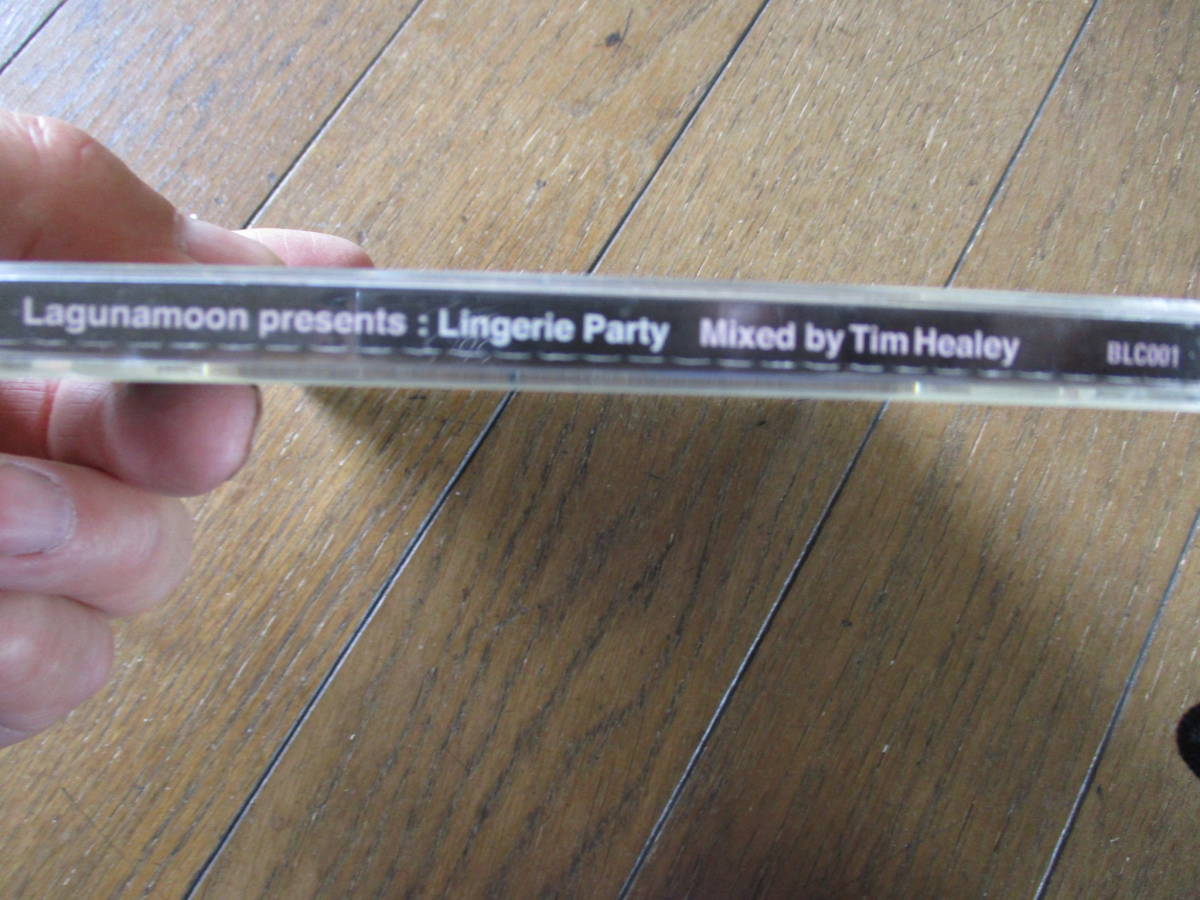 Lagunamoon presents : Lingerie Party Mixed by Tim Healey BLC001